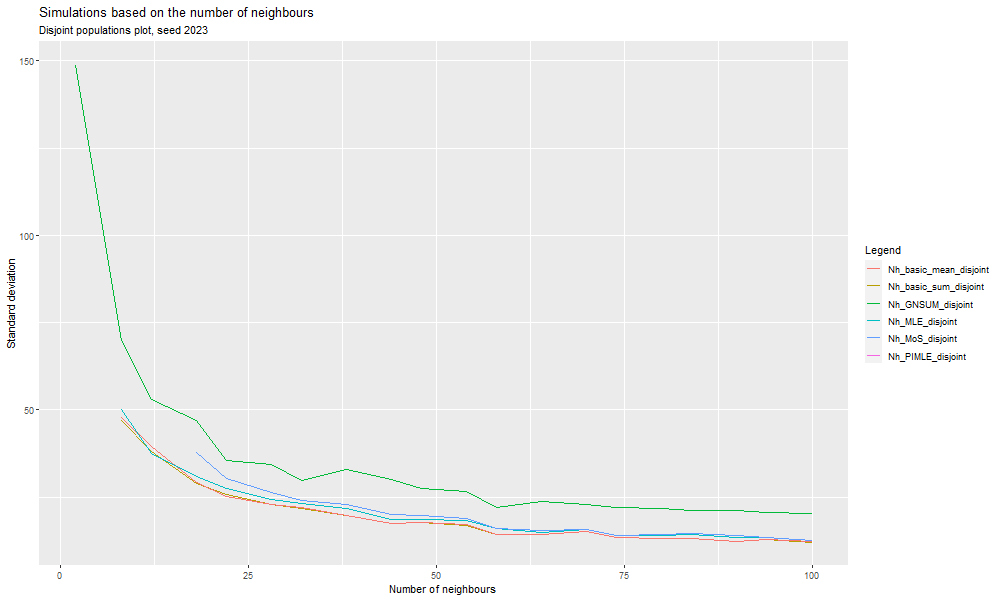 Simulations based on the number of neighbours
Disjoint populations plot, seed 2023
150
100
50
Standard deviation
0
25
50
75
100
Number of neighbours
Legend
Nh_basic_mean_disjoint
Nh_basic_sum_disjoint
Nh_GNSUM_disjoint
Nh_MLE_disjoint
Nh_MoS_disjoint
Nh_PIMLE_disjoint